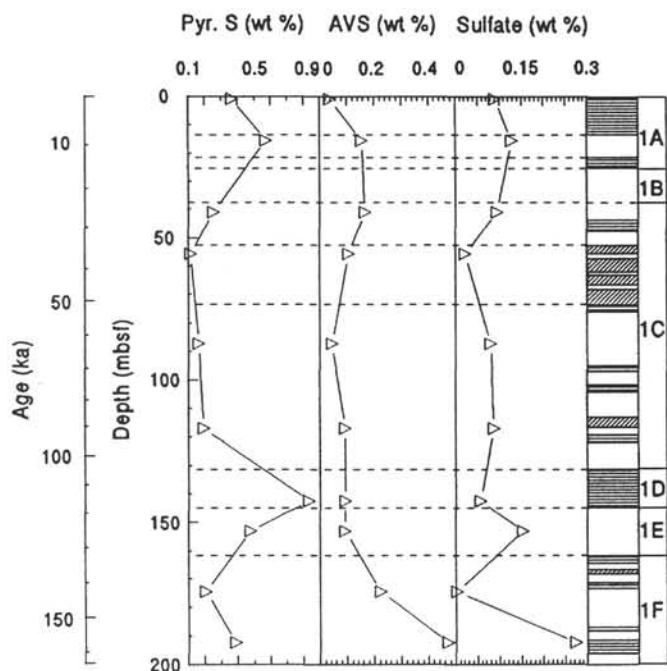 Pyr. S (wt %) AVS (wt %) Sulfate (wt %)
0.1 0.5 0.9 0 0.2 0.4 0 0.15 0.3
0
10
50
100
150
Age (ka)
0
50
100
150
200
Depth (mbsf)
1A
1B
1C
1D
1E
1F